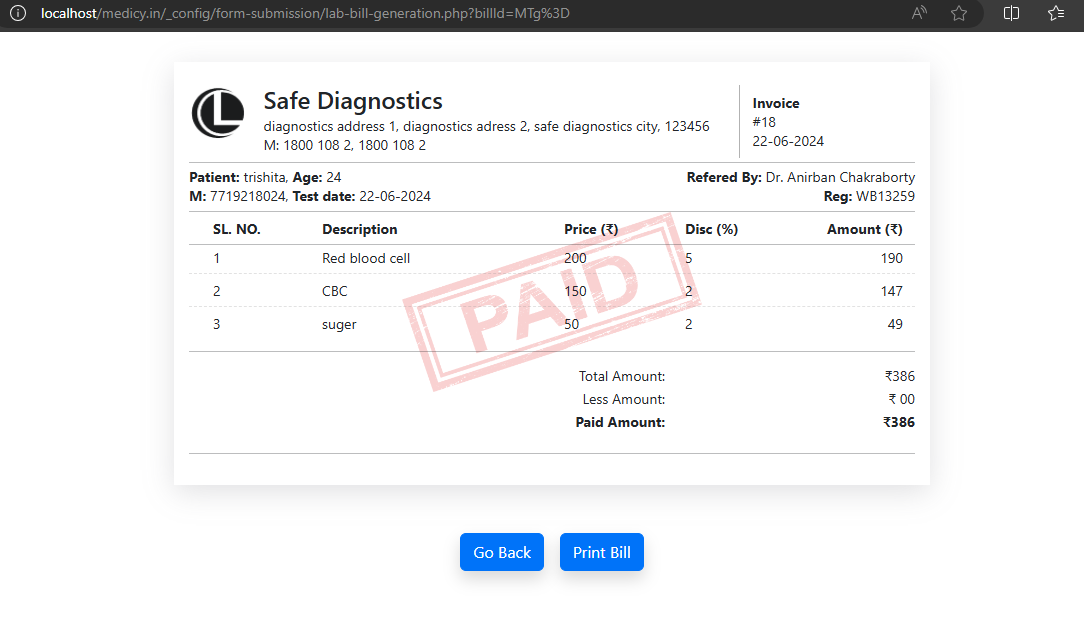 localhost/medicy.in/_config/form-submission/lab-bill-generation.php?billId=MTg%3D
Safe Diagnostics
diagnostics address 1, diagnostics adress 2, safe diagnostics city, 123456
M: 1800 108 2, 1800 108 2
Invoice
#18
22-06-2024
Patient: trishita, Age: 24
M: 7719218024, Test date: 22-06-2024
Refered By: Dr. Anirban Chakraborty
Reg: WB13259
SL. NO. Description Price (₹) Disc (%) Amount (₹)
1 Red blood cell 200 5 190
2 CBC 150 2 147
3 suger 50 2 49
PAID
Total Amount: ₹386
Less Amount: ₹ 00
Paid Amount: ₹386
Go Back Print Bill